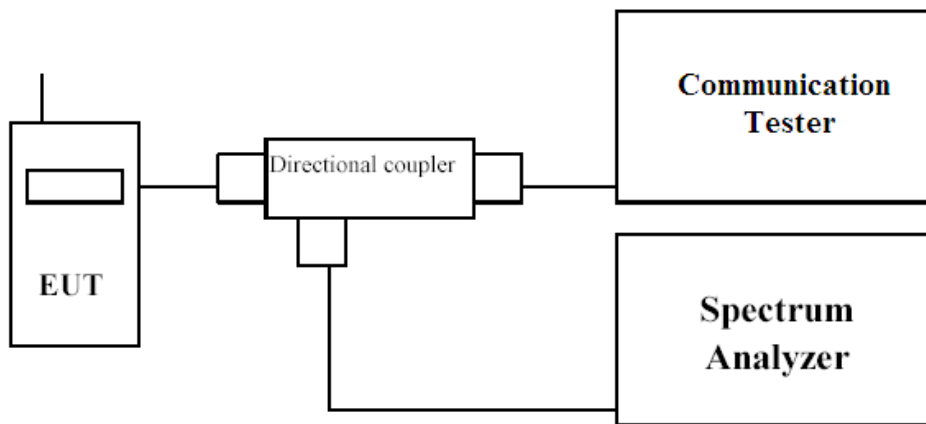 Communication
Tester
Directional coupler
EUT
Spectrum
Analyzer